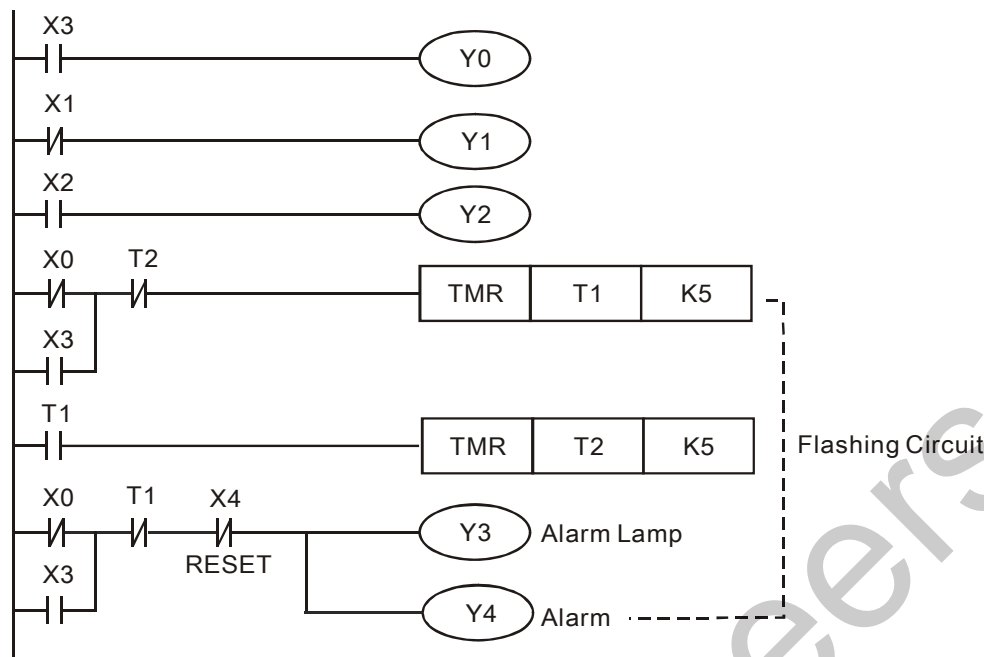 X3
Y0
X1
Y1
X2
Y2
X0 T2
TMR T1 K5
X3
T1
TMR T2 K5
Flashing Circuit
X0 T1 X4
Y3 Alarm Lamp
RESET
X3
Y4 Alarm